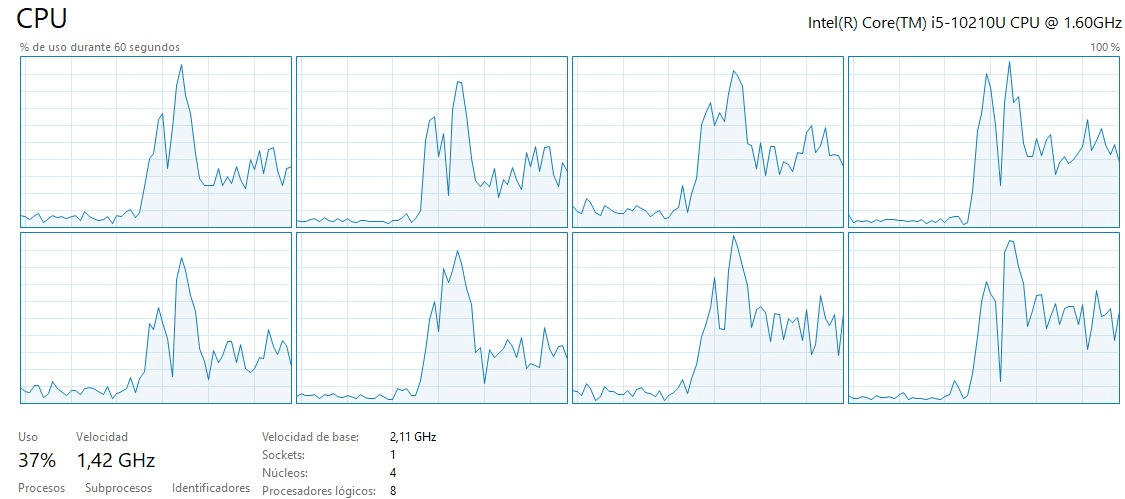 CPU
Intel(R) Core(TM) i5-10210U CPU @ 1.60GHz
% de uso durante 60 segundos
100 %
Uso
Velocidad
37%
1,42 GHz
Procesos
Subprocesos
Identificadores
Velocidad de base: 2,11 GHz
Sockets: 1
Núcleos: 4
Procesadores lógicos: 8